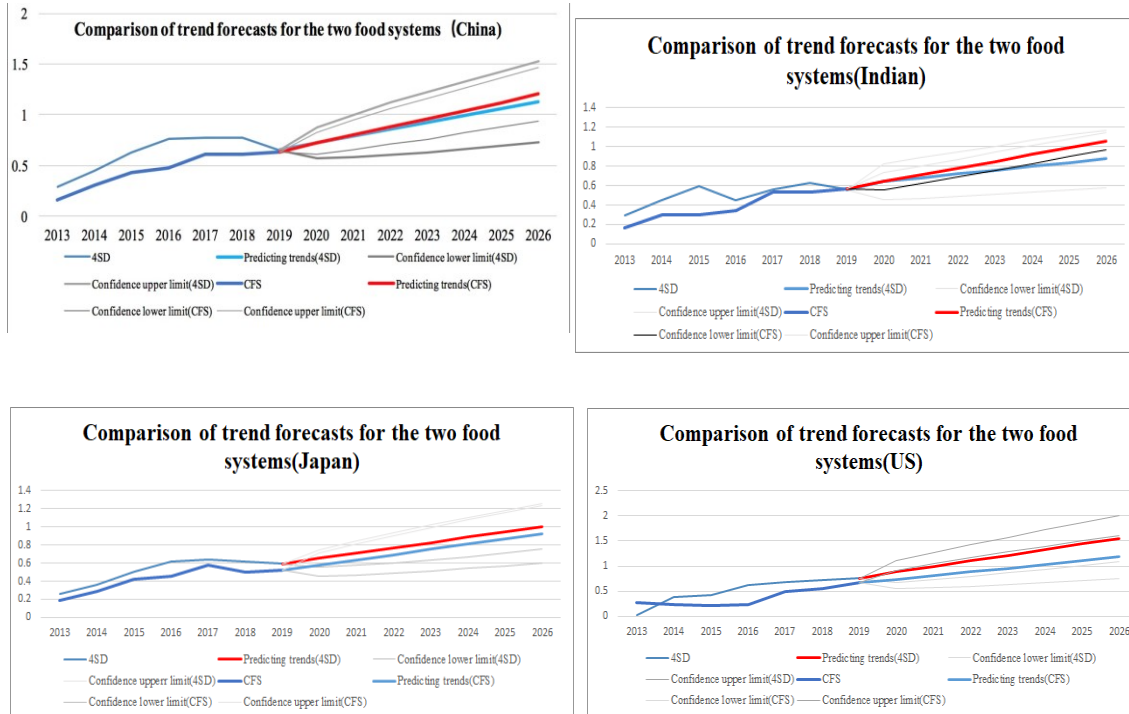 Comparison of trend forecasts for the two food systems (China)
2
1.5
1
0.5
0
2013 2014 2015 2016 2017 2018 2019 2020 2021 2022 2023 2024 2025 2026
4SD Predicting trends(4SD) Confidence lower limit(4SD)
Confidence upper limit(4SD) CFS Predicting trends(CFS)
Confidence lower limit(CFS) Confidence upper limit(CFS)
Comparison of trend forecasts for the two food
systems(Indian)
1.4
1.2
1
0.8
0.6
0.4
0.2
0
2013 2014 2015 2016 2017 2018 2019 2020 2021 2022 2023 2024 2025 2026
4SD Predicting trends(4SD) Confidence lower limit(4SD)
Confidence upper limit(4SD) CFS Predicting trends(CFS)
Confidence lower limit(CFS) Confidence upper limit(CFS)
Comparison of trend forecasts for the two food
systems(Japan)
1.4
1.2
1
0.8
0.6
0.4
0.2
0
2013 2014 2015 2016 2017 2018 2019 2020 2021 2022 2023 2024 2025 2026
4SD Predicting trends(4SD) Confidence lower limit(4SD)
Confidence upper limit(4SD) CFS Predicting trends(CFS)
Confidence lower limit(CFS) Confidence upper limit(CFS)
Comparison of trend forecasts for the two food
systems(US)
2.5
2
1.5
1
0.5
0
2013 2014 2015 2016 2017 2018 2019 2020 2021 2022 2023 2024 2025 2026
4SD Predicting trends(4SD) Confidence lower limit(4SD)
Confidence upper limit(4SD) CFS Predicting trends(CFS)
Confidence lower limit(CFS) Confidence upper limit(CFS)